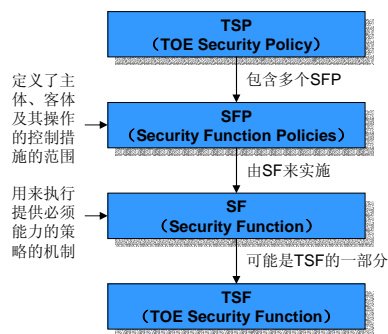 TSP
（TOE Security Policy）
包含多个SFP
定义了主
体、客体
及其操作
的控制措
施的范围
SFP
（Security Function Policies）
由SF来实施
用来执行
提供必须
能力的策
略的机制
SF
（Security Function）
可能是TSF的一部分
TSF
（TOE Security Function）